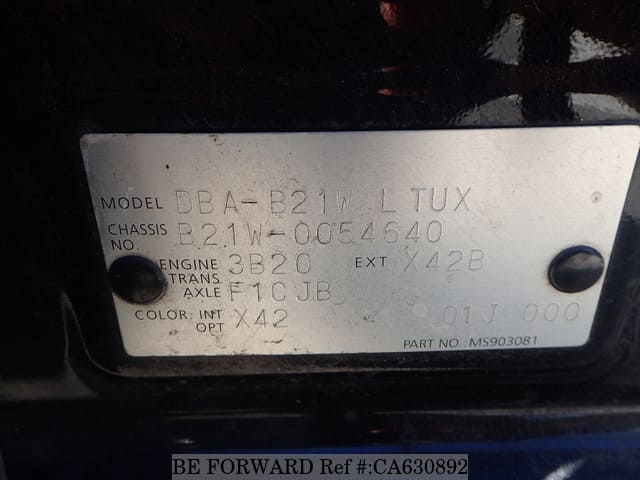 MODEL DBA-B21W LTUX
CHASSIS NO. B21W-0054640
ENGINE 3B20 EXT X42B
TRANS AXLE F1CJB
COLOR. INT OPT X42 Z 01J 000
PART NO.:MS903081
BE FORWARD Ref #:CA630892